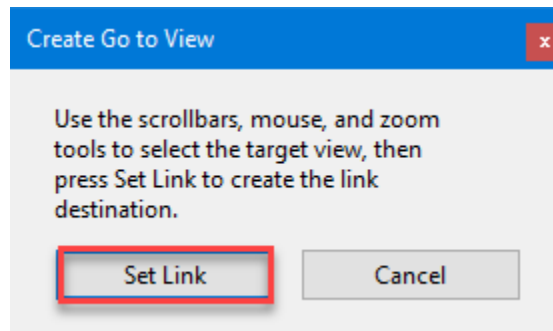 Create Go to View
x
Use the scrollbars, mouse, and zoom
tools to select the target view, then
press Set Link to create the link
destination.
Set Link
Cancel